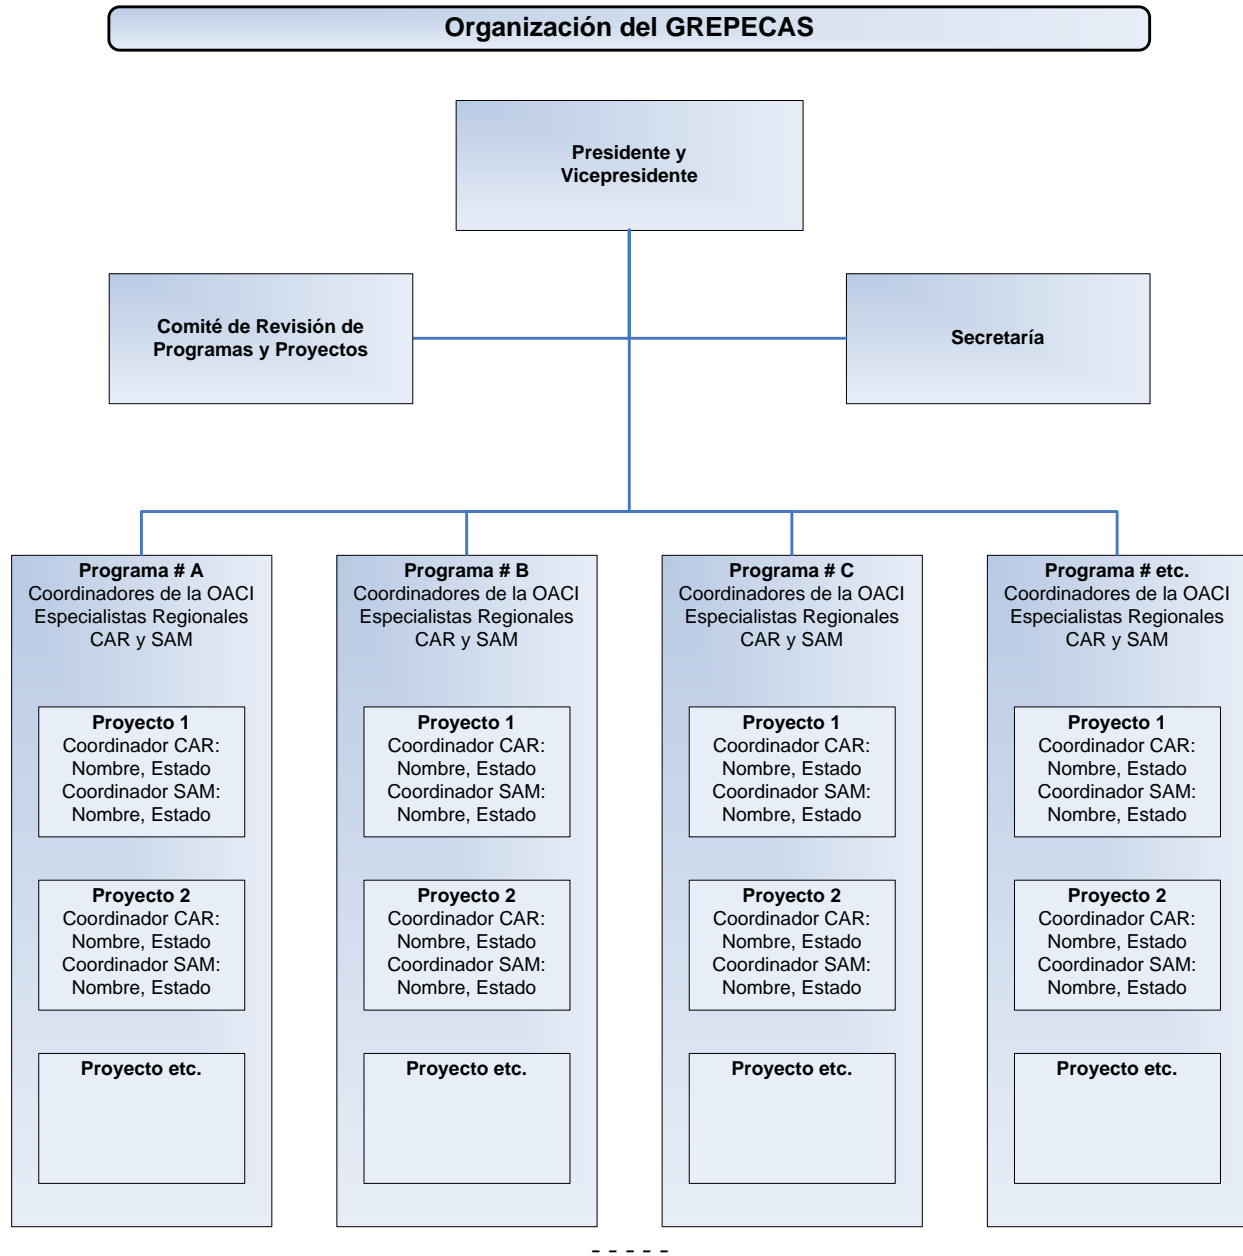 Organización del GREPECAS
Presidente y
Vicepresidente
Comité de Revisión de
Programas y Proyectos
Secretaría
Programa # A
Coordinadores de la OACI
Especialistas Regionales
CAR y SAM
Proyecto 1
Coordinador CAR:
Nombre, Estado
Coordinador SAM:
Nombre, Estado
Proyecto 2
Coordinador CAR:
Nombre, Estado
Coordinador SAM:
Nombre, Estado
Proyecto etc.
Programa # B
Coordinadores de la OACI
Especialistas Regionales
CAR y SAM
Proyecto 1
Coordinador CAR:
Nombre, Estado
Coordinador SAM:
Nombre, Estado
Proyecto 2
Coordinador CAR:
Nombre, Estado
Coordinador SAM:
Nombre, Estado
Proyecto etc.
Programa # C
Coordinadores de la OACI
Especialistas Regionales
CAR y SAM
Proyecto 1
Coordinador CAR:
Nombre, Estado
Coordinador SAM:
Nombre, Estado
Proyecto 2
Coordinador CAR:
Nombre, Estado
Coordinador SAM:
Nombre, Estado
Proyecto etc.
Programa # etc.
Coordinadores de la OACI
Especialistas Regionales
CAR y SAM
Proyecto 1
Coordinador CAR:
Nombre, Estado
Coordinador SAM:
Nombre, Estado
Proyecto 2
Coordinador CAR:
Nombre, Estado
Coordinador SAM:
Nombre, Estado
Proyecto etc.
- - - - -